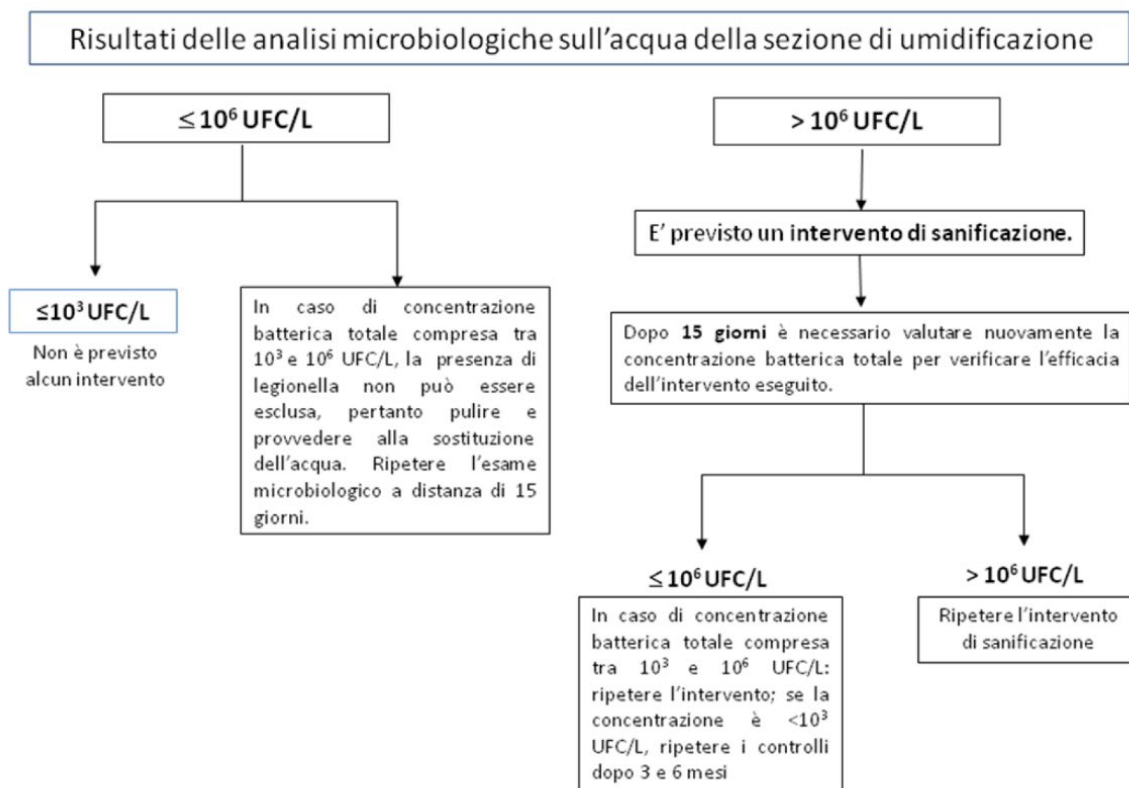 Risultati delle analisi microbiologiche sull'acqua della sezione di umidificazione
≤ 10⁶ UFC/L
≤10³ UFC/L
Non è previsto
alcun intervento
In caso di concentrazione
batterica totale compresa tra
10³ e 10⁶ UFC/L, la presenza di
legionella non può essere
esclusa, pertanto pulire e
provvedere alla sostituzione
dell'acqua. Ripetere l'esame
microbiologico a distanza di 15
giorni.
> 10⁶ UFC/L
E' previsto un intervento di sanificazione.
Dopo 15 giorni è necessario valutare nuovamente la
concentrazione batterica totale per verificare l'efficacia
dell'intervento eseguito.
≤ 10⁶ UFC/L
In caso di concentrazione
batterica totale compresa
tra 10³ e 10⁶ UFC/L:
ripetere l'intervento; se la
concentrazione è <10³
UFC/L, ripetere i controlli
dopo 3 e 6 mesi
> 10⁶ UFC/L
Ripetere l'intervento
di sanificazione